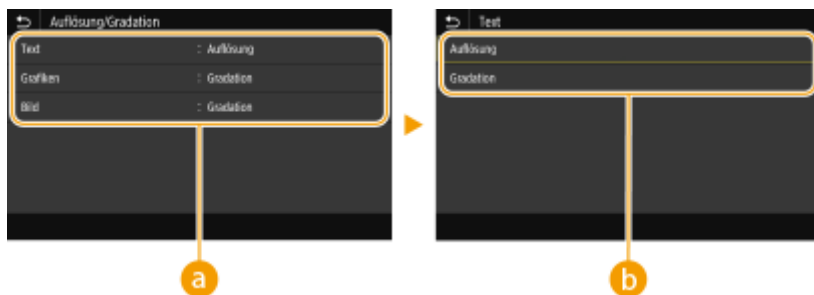 Auflösung/Gradation
Text : Auflösung
Grafiken : Gradation
Bild : Gradation
a
Text
Auflösung
Gradation
b